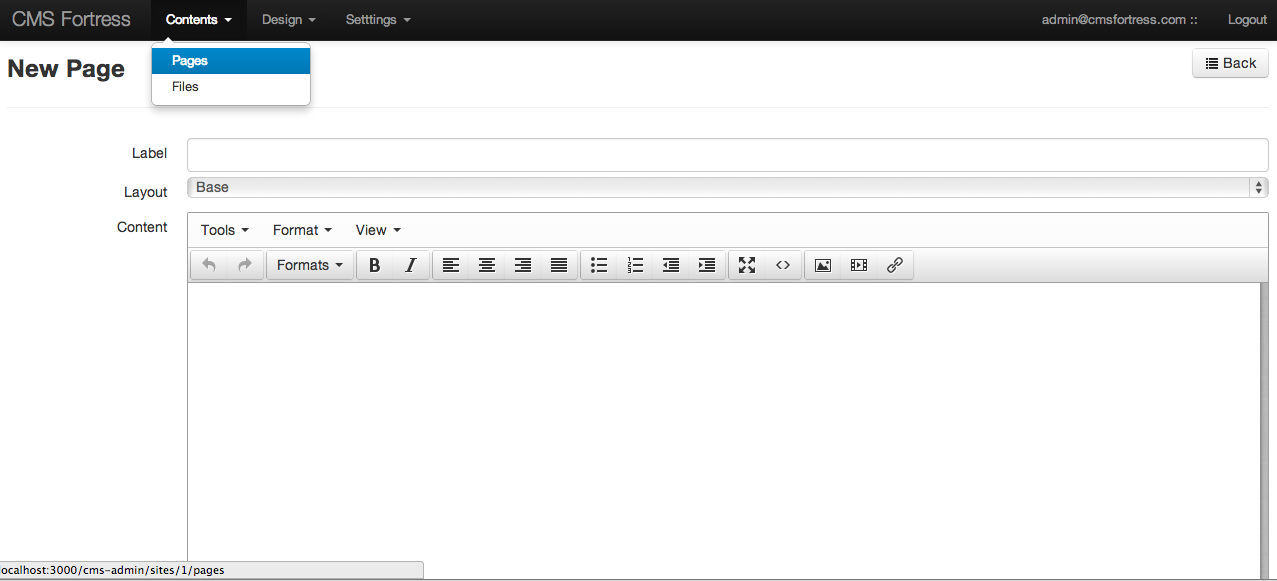 CMS Fortress Contents Design Setttings admin@cmsfortress.com :: Logout
Pages
Files
New Page
Back
Label
Layout Base
Content Tools Format View
Formats B I
ocalhost:3000/cms-admin/sites/1/pages